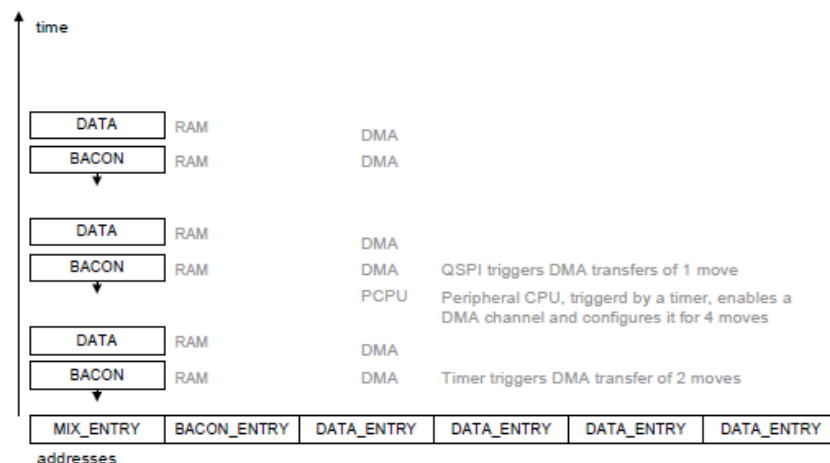 time
DATA RAM DMA
BACON RAM DMA
DATA RAM DMA
BACON RAM DMA QSPI triggers DMA transfers of 1 move
PCPU Peripheral CPU, triggerd by a timer, enables a
DMA channel and configures it for 4 moves
DATA RAM DMA
BACON RAM DMA Timer triggers DMA transfer of 2 moves
MIX_ENTRY BACON_ENTRY DATA_ENTRY DATA_ENTRY DATA_ENTRY DATA_ENTRY
addresses